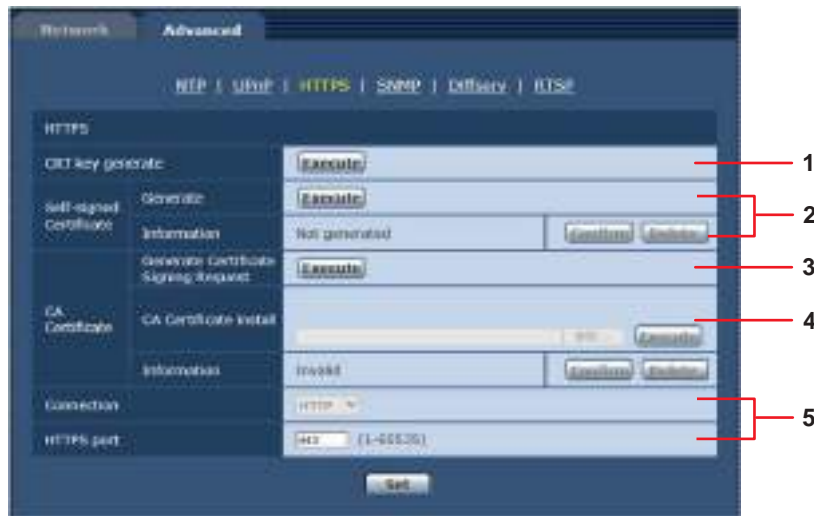 Network Advanced
NTP | UPnP | HTTPS | SNMP | Diffserv | RTSP
HTTPS
CRT key generate Execute 1
Self-signed Certificate Generate Execute 2
Information Not generated Confirm Delete
CA Certificate Generate Certificate Signing Request Execute 3
CA Certificate install Execute 4
Information Invalid Confirm Delete
Connection HTTP 5
HTTPS port 443 (1-65535)
Set